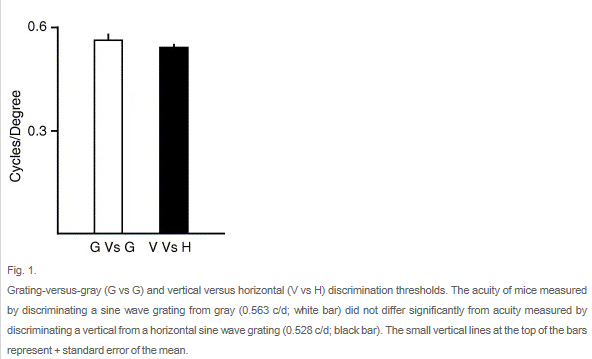 0.6
0.3
Cycles/Degree
G Vs G V Vs H
Fig. 1.
Grating-versus-gray (G vs G) and vertical versus horizontal (V vs H) discrimination thresholds. The acuity of mice measured
by discriminating a sine wave grating from gray (0.563 c/d; white bar) did not differ significantly from acuity measured by
discriminating a vertical from a horizontal sine wave grating (0.528 c/d; black bar). The small vertical lines at the top of the bars
represent + standard error of the mean.